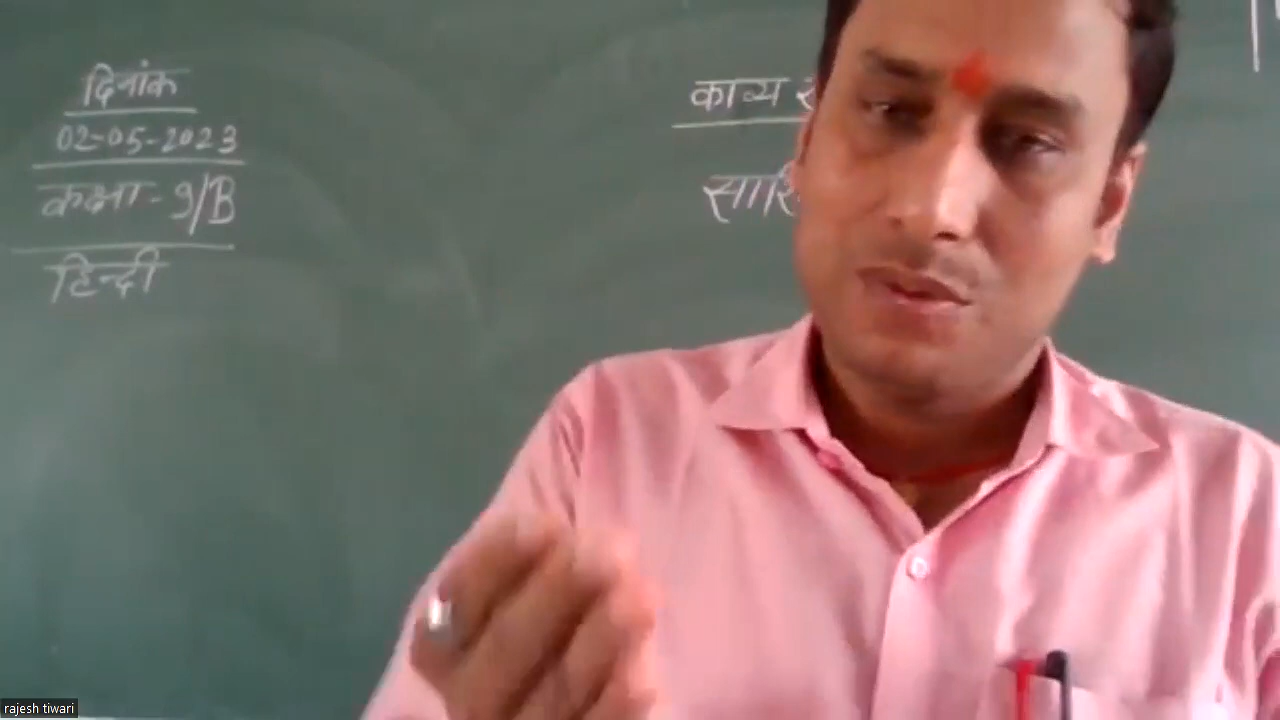 दिनांक
02-05-2023
कक्षा - 9/B
हिन्दी
काव्य
rajesh tiwari